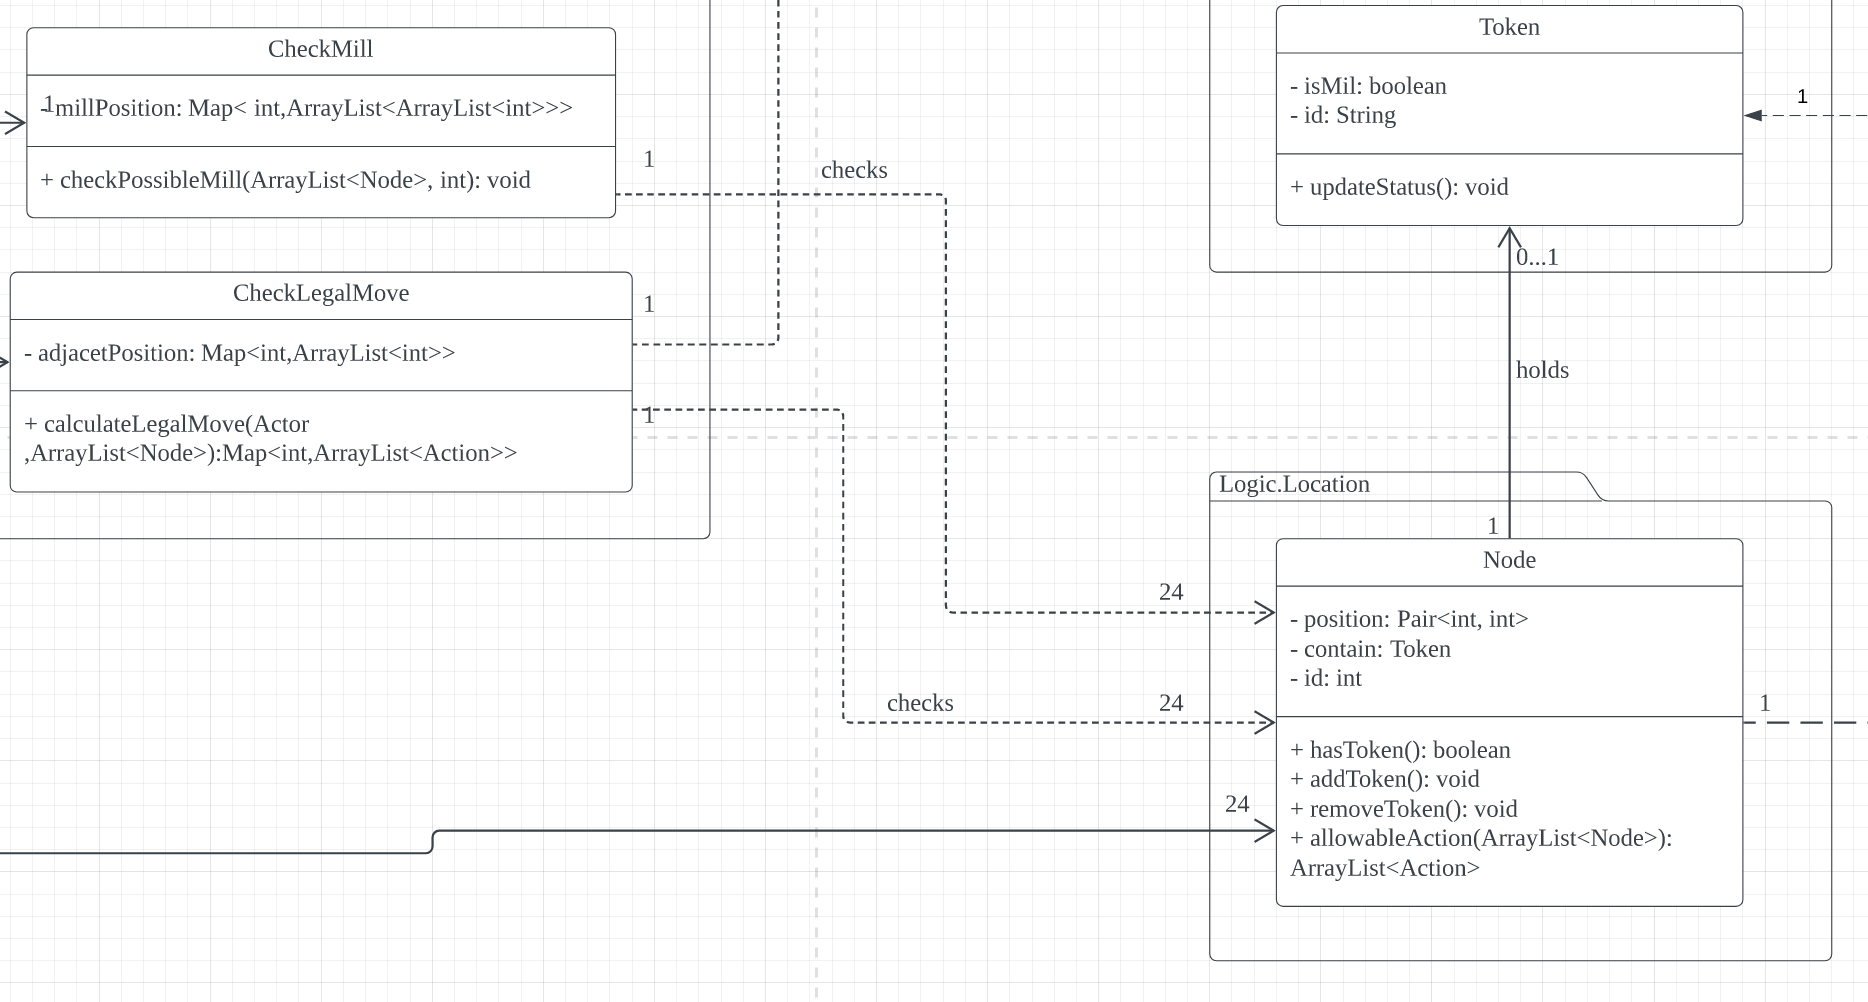 CheckMill
1
- millPosition: Map< int,ArrayList<ArrayList<int>>>
+ checkPossibleMill(ArrayList<Node>, int): void
1
checks
CheckLegalMove
1
- adjacetPosition: Map<int,ArrayList<int>>
+ calculateLegalMove(Actor
,ArrayList<Node>):Map<int,ArrayList<Action>>
1
checks
24
24
24
Token
- isMil: boolean
- id: String
+ updateStatus(): void
1
0...1
holds
1
Logic.Location
Node
- position: Pair<int, int>
- contain: Token
- id: int
+ hasToken(): boolean
+ addToken(): void
+ removeToken(): void
+ allowableAction(ArrayList<Node>):
ArrayList<Action>
1